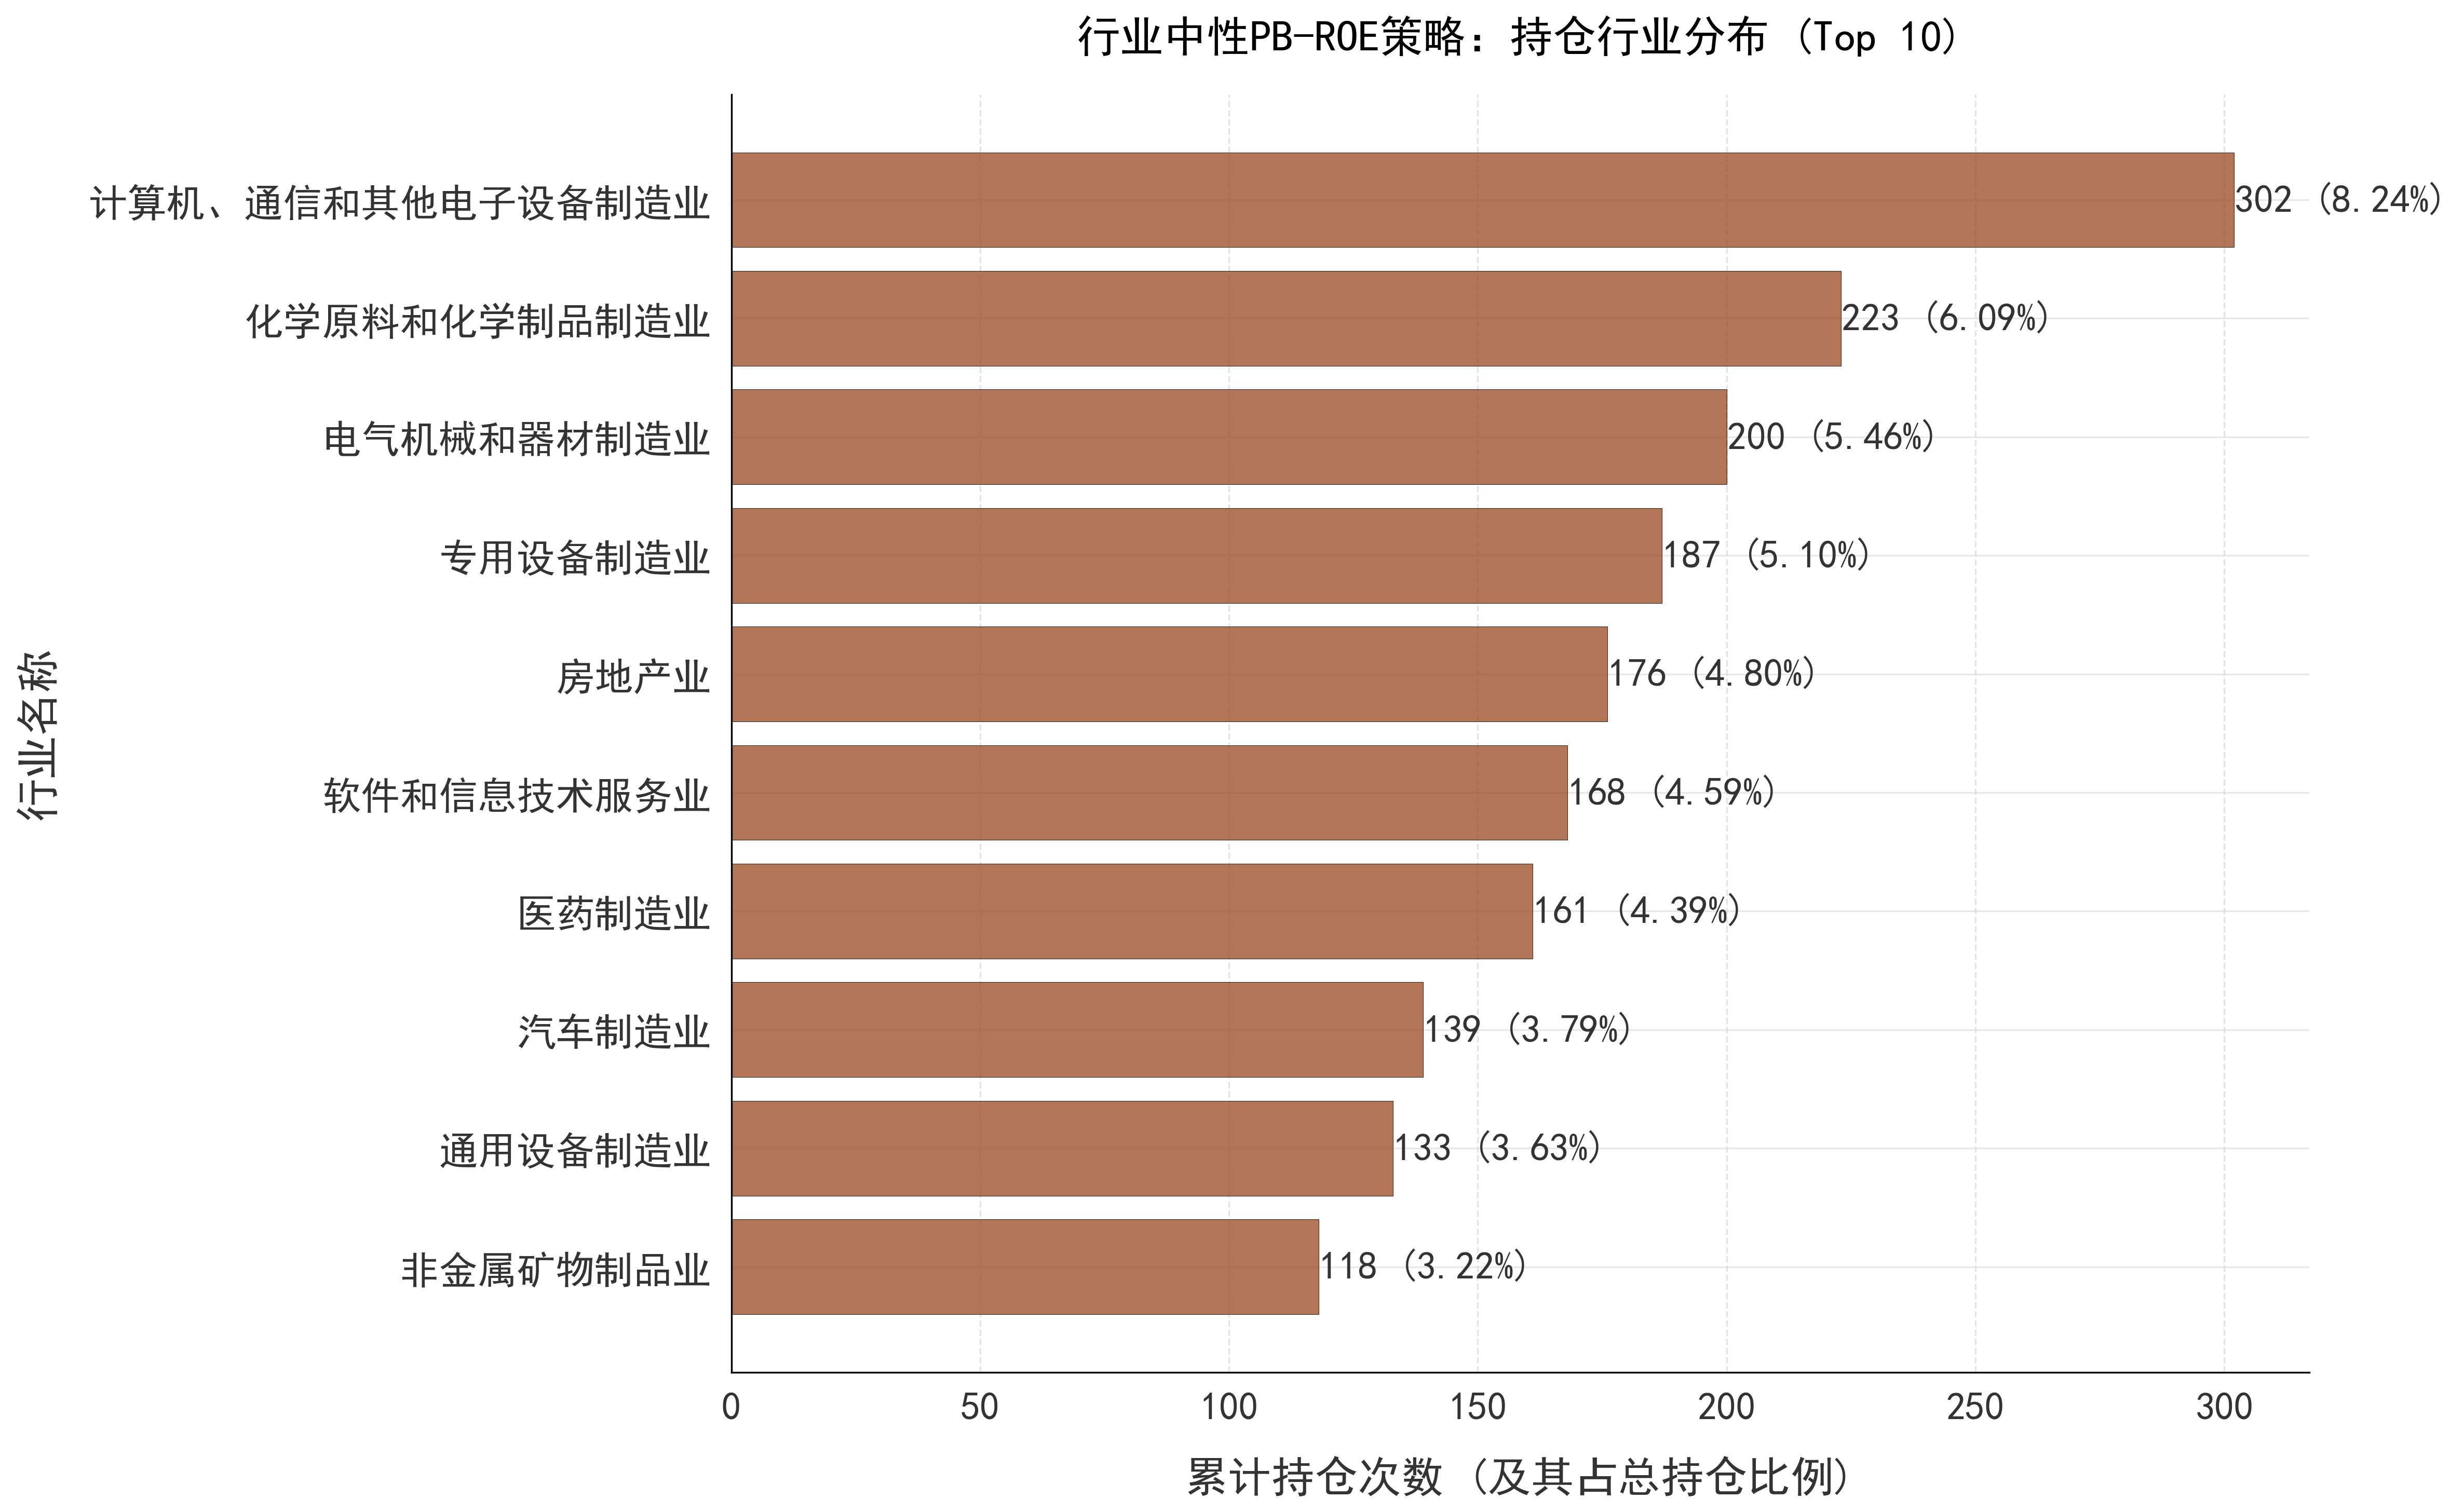 行业中性PB-ROE策略：持仓行业分布 (Top 10)
行业名称
计算机、通信和其他电子设备制造业 302 (8.24%)
化学原料和化学制品制造业 223 (6.09%)
电气机械和器材制造业 200 (5.46%)
专用设备制造业 187 (5.10%)
房地产业 176 (4.80%)
软件和信息技术服务业 168 (4.59%)
医药制造业 161 (4.39%)
汽车制造业 139 (3.79%)
通用设备制造业 133 (3.63%)
非金属矿物制品业 118 (3.22%)
0 50 100 150 200 250 300
累计持仓次数 (及其占总持仓比例)